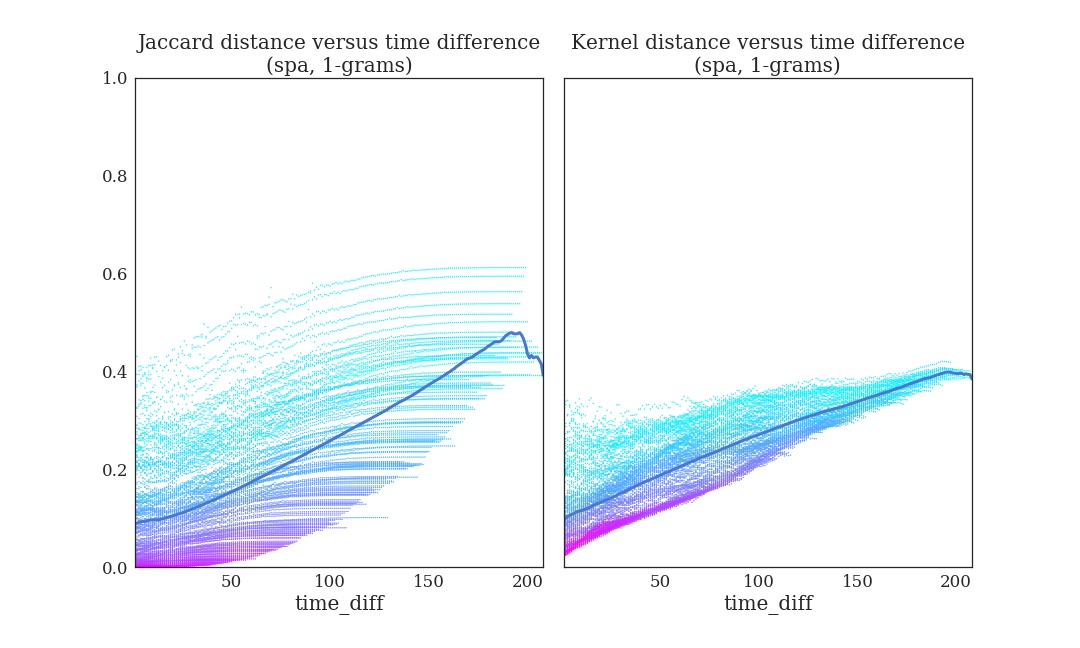 Jaccard distance versus time difference
(spa, 1-grams)
Kernel distance versus time difference
(spa, 1-grams)
1.0
0.8
0.6
0.4
0.2
0.0
50 100 150 200
50 100 150 200
time_diff
time_diff